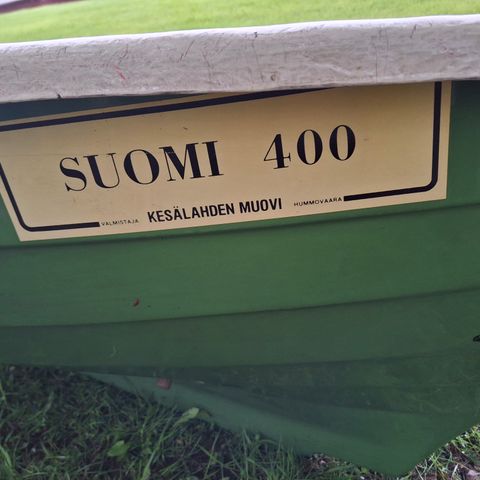 SUOMI 400
VALMISTAJA KESÄLAHDEN MUOVI HUMMOVAARA